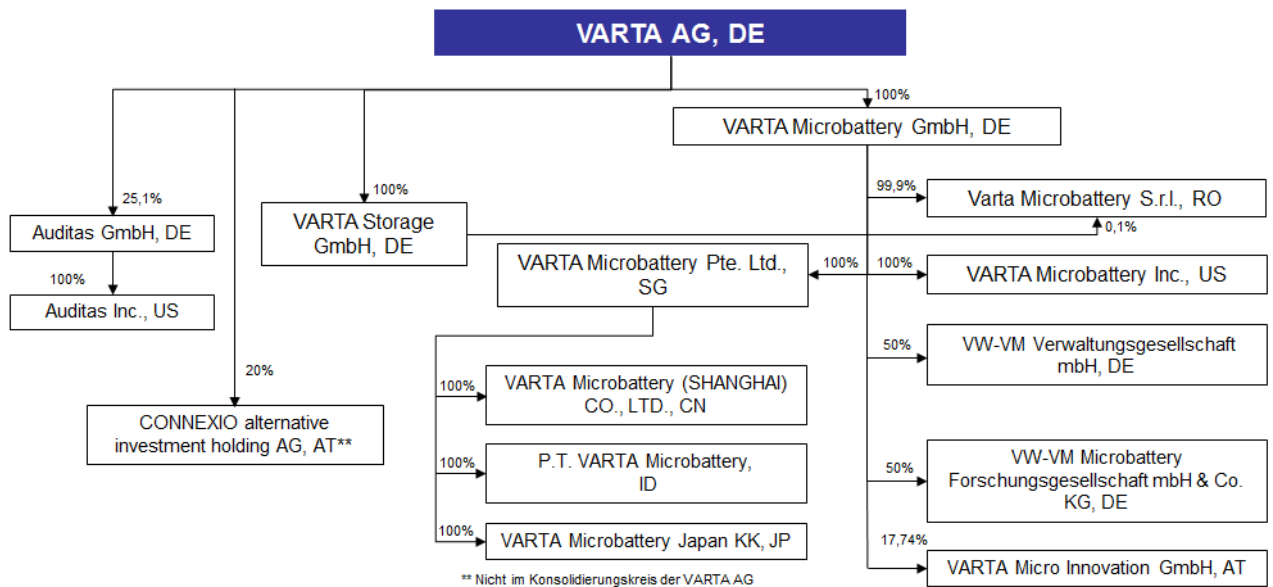 VARTA AG, DE
100%
VARTA Microbattery GmbH, DE
25,1%
Auditas GmbH, DE
100%
Auditas Inc., US
20%
CONNEXIO alternative
investment holding AG, AT**
100%
VARTA Storage
GmbH, DE
99,9%
Varta Microbattery S.r.l., RO
0,1%
VARTA Microbattery Pte. Ltd.,
SG
100%
100%
VARTA Microbattery Inc., US
50%
VW-VM Verwaltungsgesellschaft
mbH, DE
100%
VARTA Microbattery (SHANGHAI)
CO., LTD., CN
100%
P.T. VARTA Microbattery,
ID
100%
VARTA Microbattery Japan KK, JP
50%
VW-VM Microbattery
Forschungsgesellschaft mbH & Co.
KG, DE
17,74%
VARTA Micro Innovation GmbH, AT
** Nicht im Konsolidierungskreis der VARTA AG